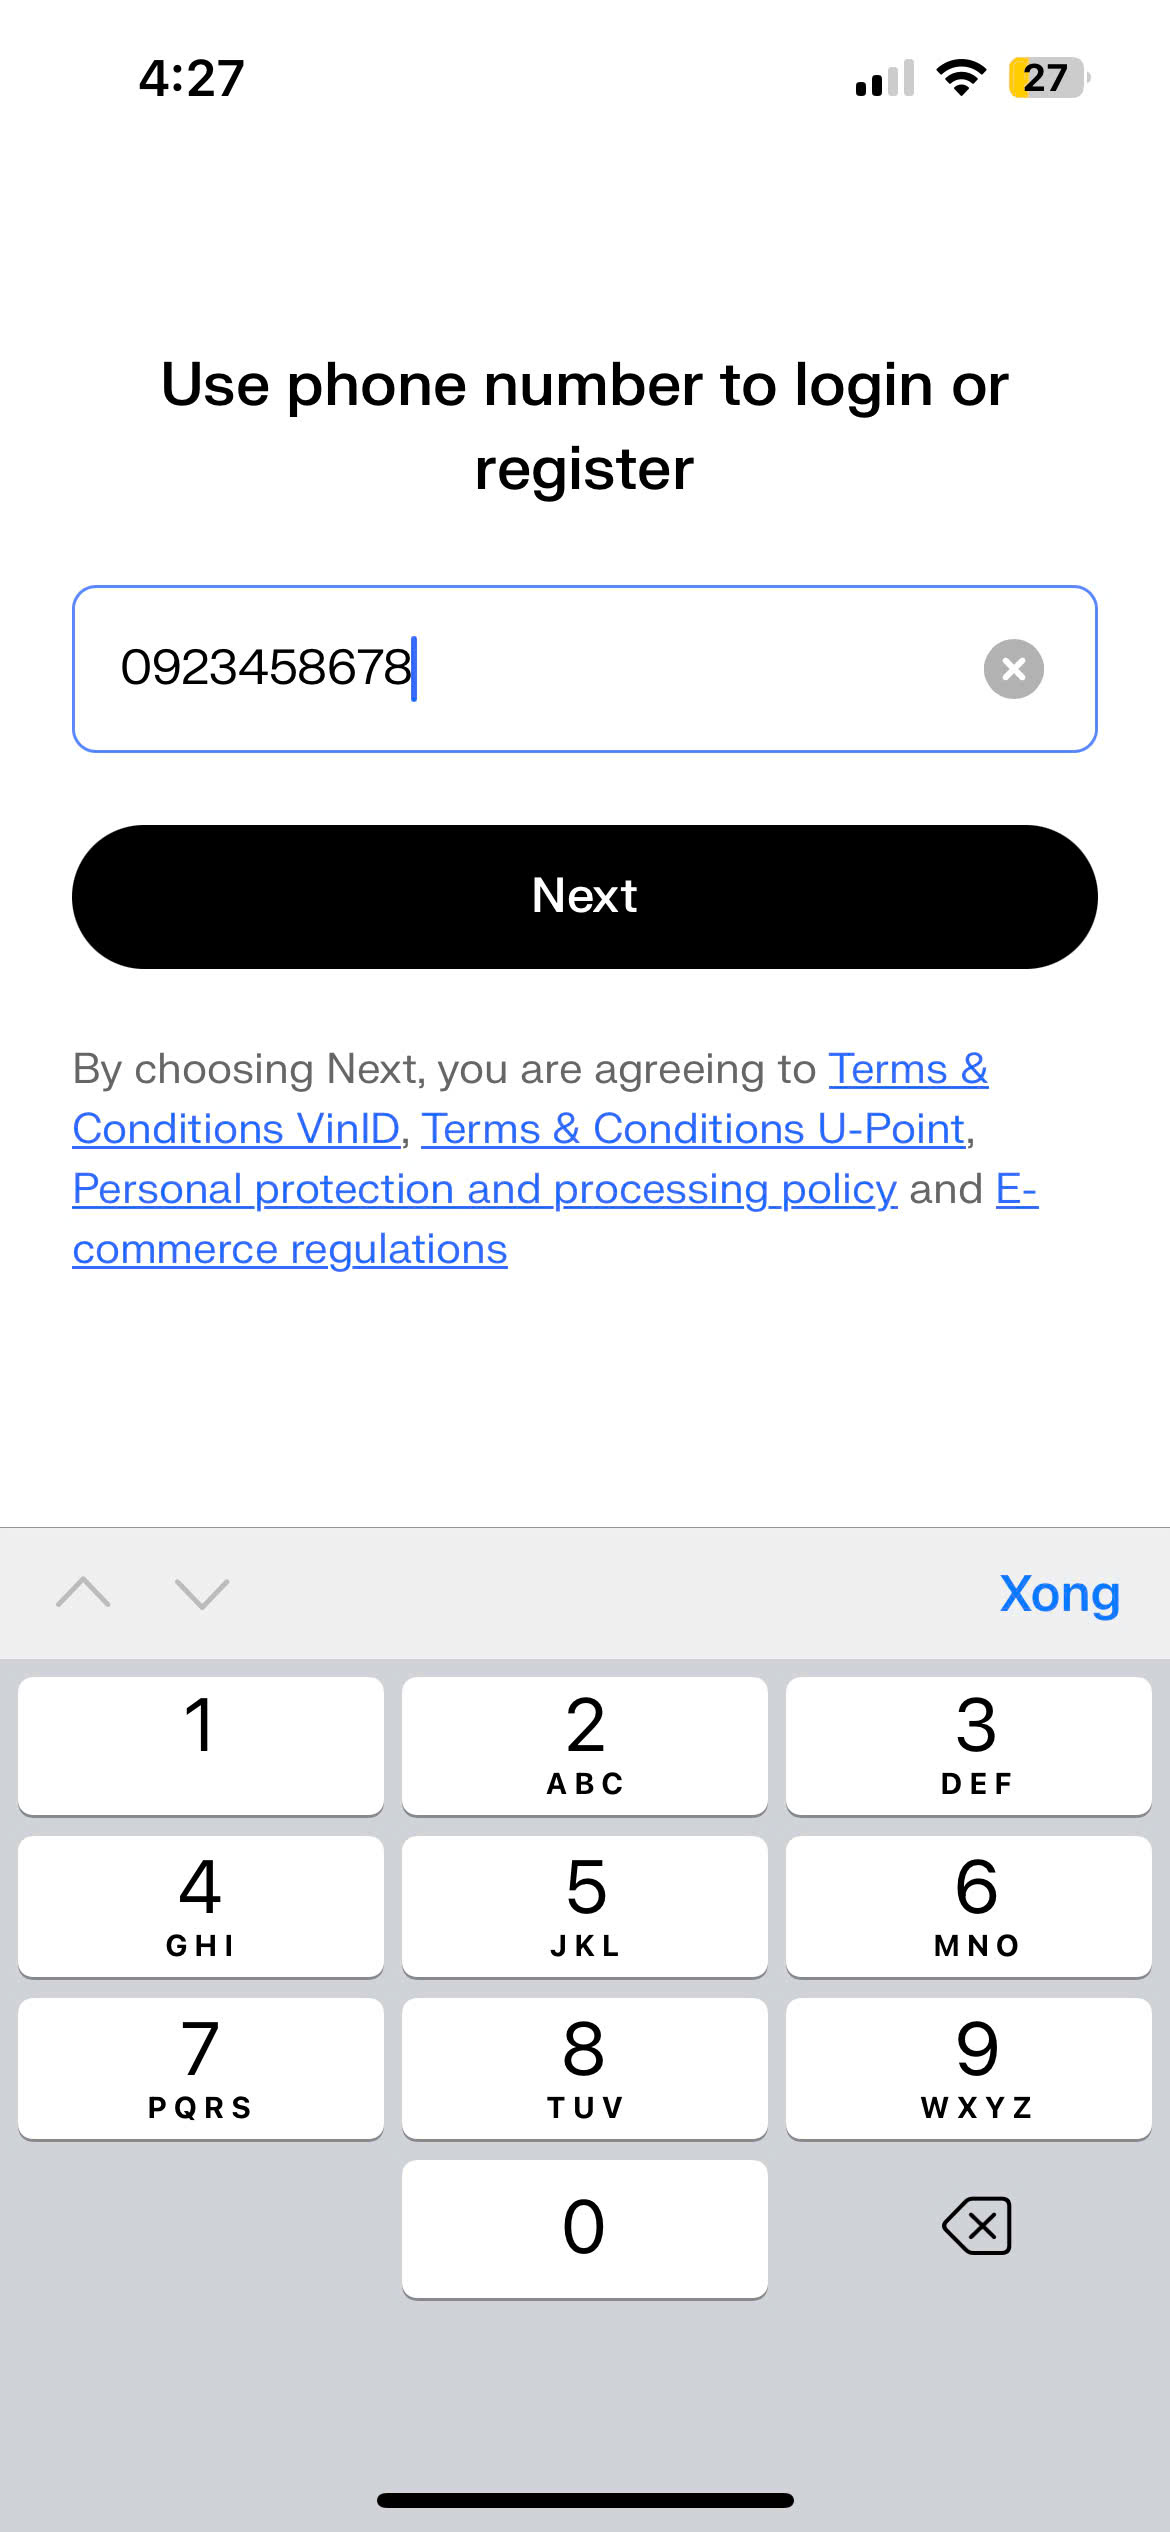 4:27
27
Use phone number to login or
register
0923458678
Next
By choosing Next, you are agreeing to Terms &
Conditions VinID, Terms & Conditions U-Point,
Personal protection and processing policy and E-
commerce regulations
Xong
1
2
3
ABC
DEF
4
5
6
GHI
JKL
MNO
7
8
9
PQRS
TUV
WXYZ
0